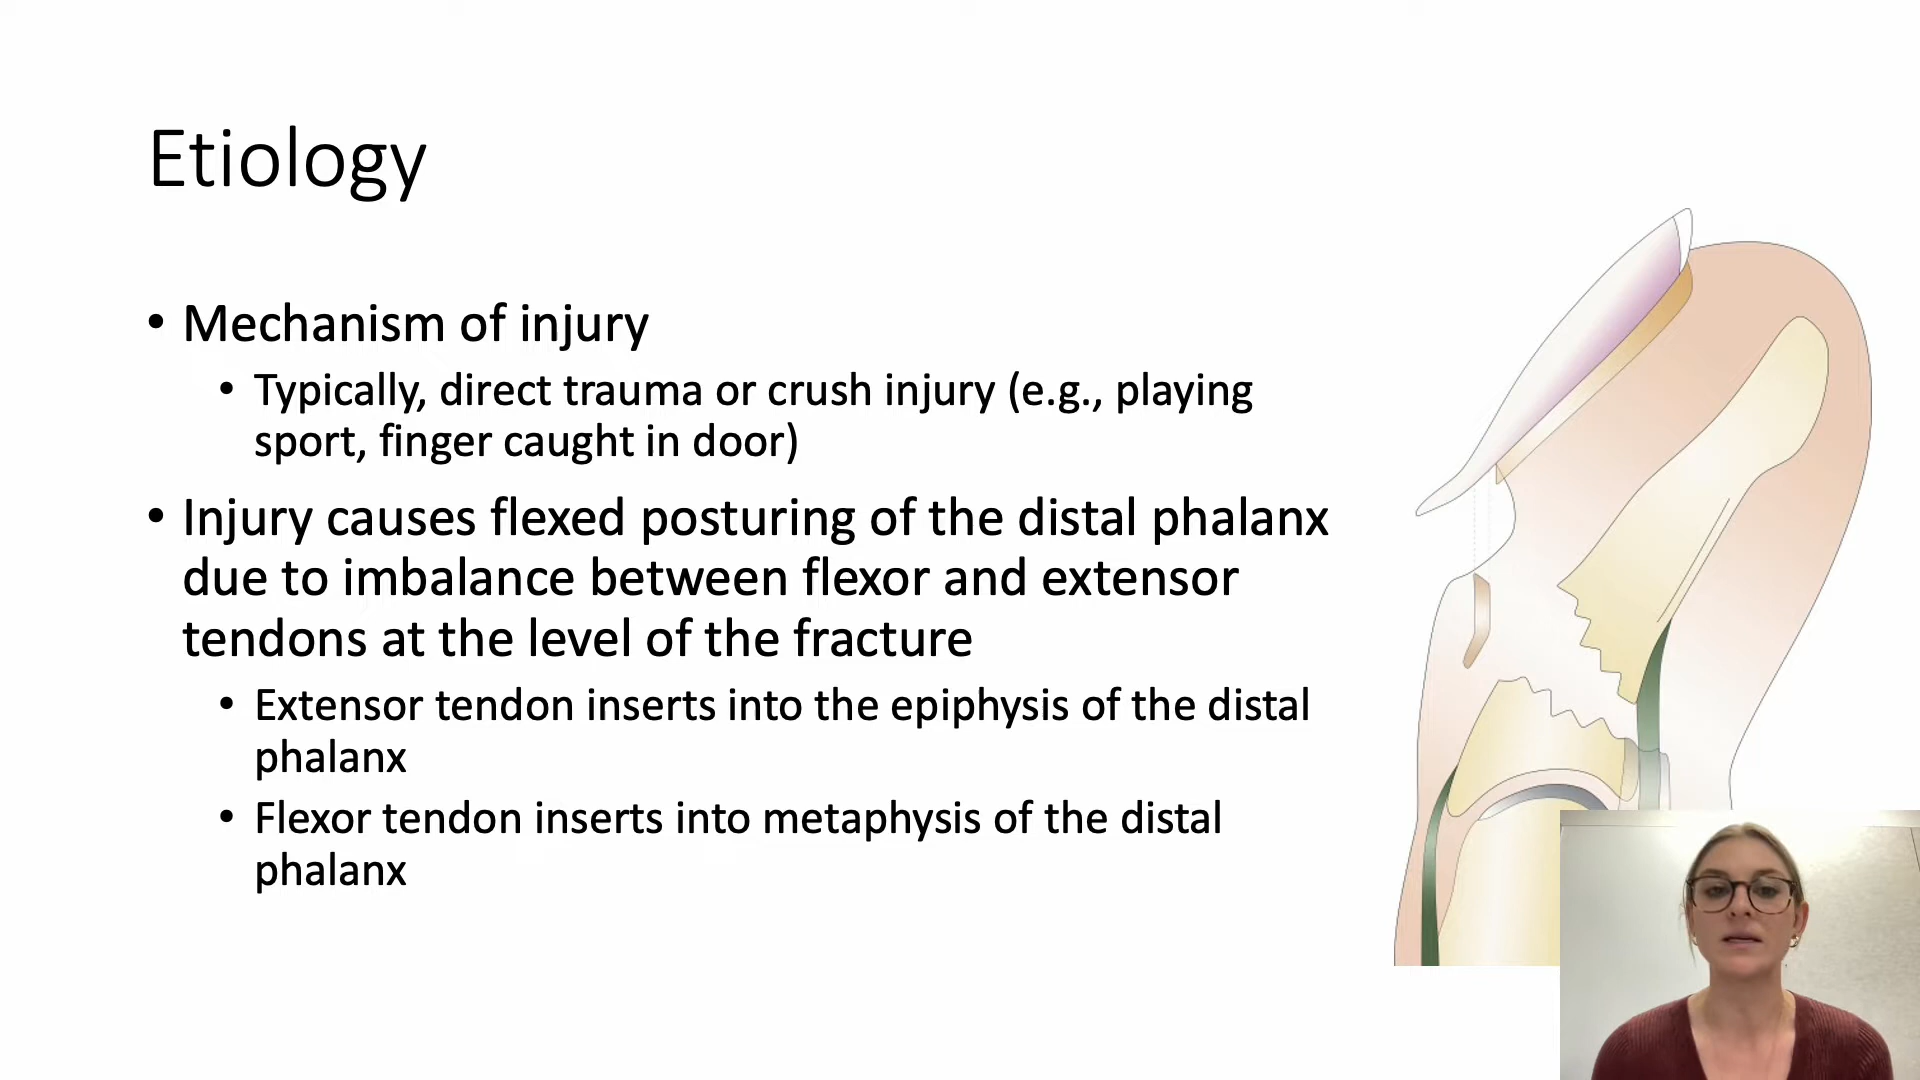 Etiology
• Mechanism of injury
• Typically, direct trauma or crush injury (e.g., playing
sport, finger caught in door)
• Injury causes flexed posturing of the distal phalanx
due to imbalance between flexor and extensor
tendons at the level of the fracture
• Extensor tendon inserts into the epiphysis of the distal
phalanx
• Flexor tendon inserts into metaphysis of the distal
phalanx